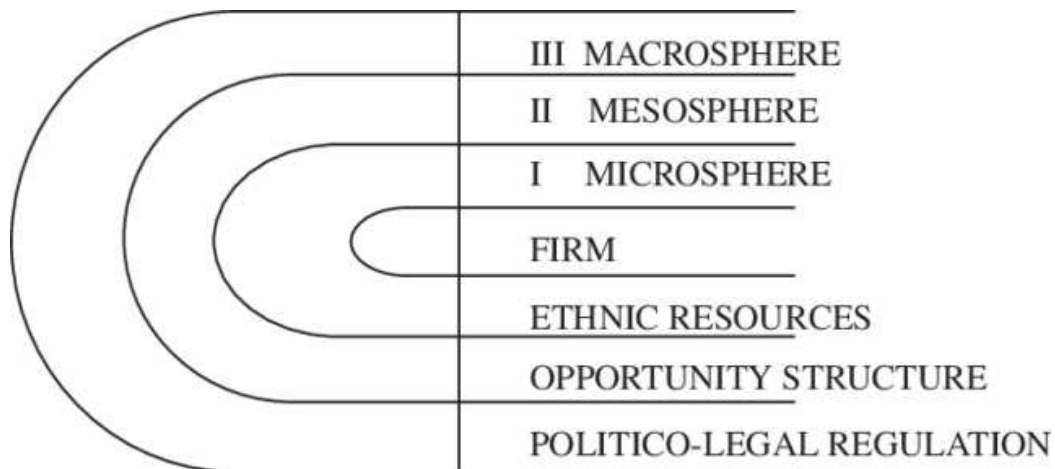 III MACROSPHERE
II MESOSPHERE
I MICROSPHERE
FIRM
ETHNIC RESOURCES
OPPORTUNITY STRUCTURE
POLITICO-LEGAL REGULATION